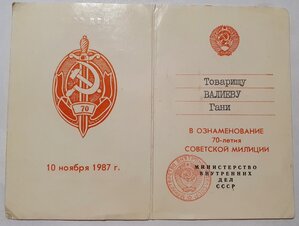 70
10 ноября 1987 г.
Товарищу
ВАЛИЕВУ
Гани
В ОЗНАМЕНОВАНИЕ
70-летия
СОВЕТСКОЙ МИЛИЦИИ
МИНИСТЕРСТВО
ВНУТРЕННИХ
ДЕЛ
СССР